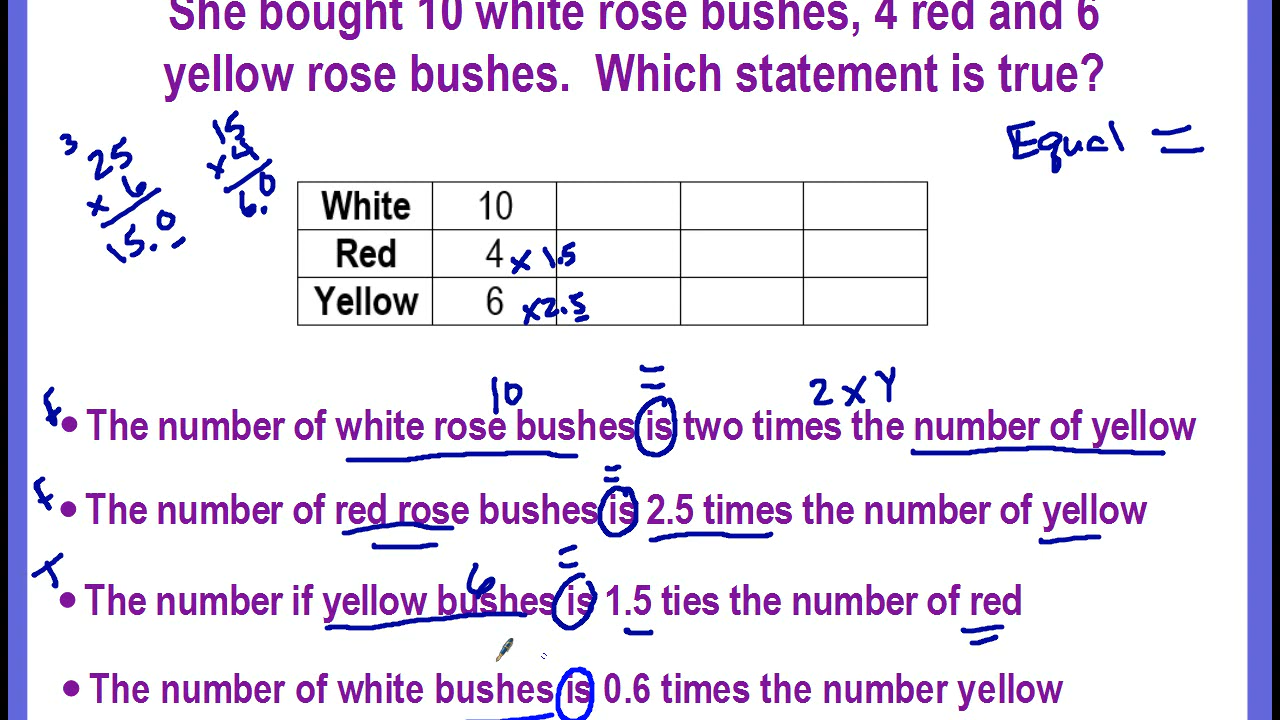 She bought 10 white rose bushes, 4 red and 6
yellow rose bushes. Which statement is true?
Equal =
3
25
x 6
15.0
15
x 4
6.0
White 10
Red 4 x 1.5
Yellow 6 x2.5
10 = 2 x Y
f • The number of white rose bushes is two times the number of yellow
=
f • The number of red rose bushes is 2.5 times the number of yellow
6 =
T • The number if yellow bushes is 1.5 ties the number of red
• The number of white bushes is 0.6 times the number yellow